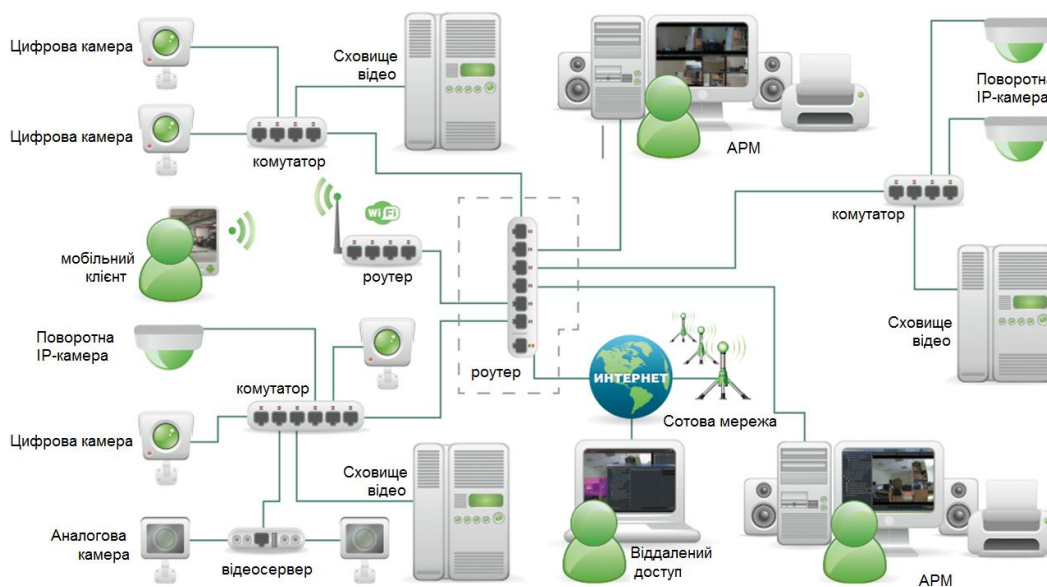 Цифрова камера
Сховище
відео
Цифрова камера
комутатор
АРМ
Поворотна
IP-камера
комутатор
WiFi
мобільний
клієнт
роутер
Сховище
відео
Поворотна
IP-камера
роутер
ИНТЕРНЕТ
комутатор
Сотова мережа
Цифрова камера
Сховище
відео
Аналогова
камера
відеосервер
Віддалений
доступ
АРМ